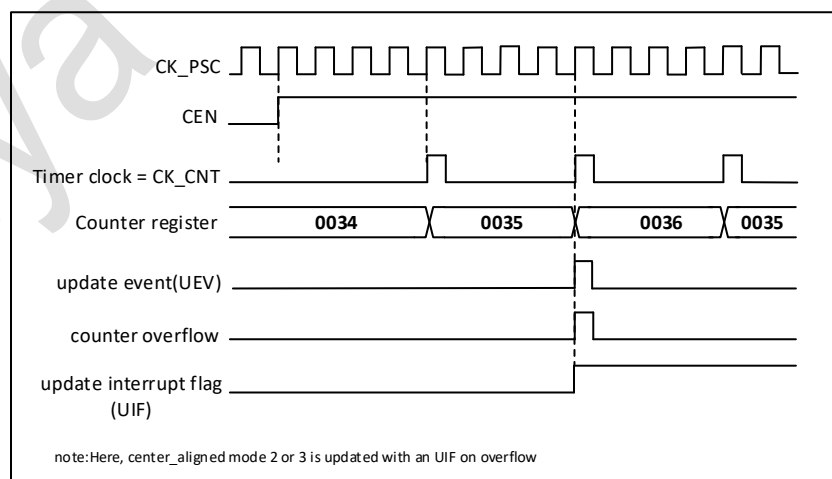 ya
CK_PSC
CEN
Timer clock = CK_CNT
Counter register 0034 0035 0036 0035
update event(UEV)
counter overflow
update interrupt flag
(UIF)
note:Here, center_aligned mode 2 or 3 is updated with an UIF on overflow